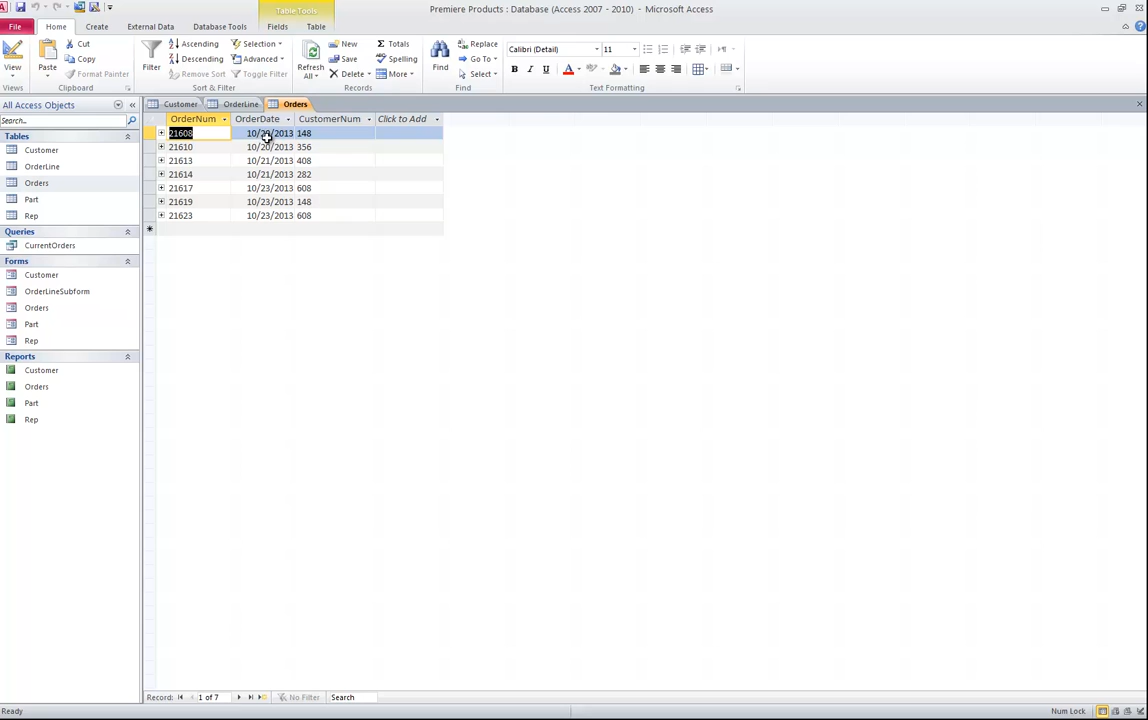 Table Tools
Premiere Products : Database (Access 2007 - 2010) - Microsoft Access
File Home Create External Data Database Tools Fields Table
View
Views
Paste
Cut
Copy
Format Painter
Clipboard
Filter
Ascending
Descending
Remove Sort
Selection
Advanced
Toggle Filter
Sort & Filter
Refresh
All
New
Save
Delete
Totals
Spelling
More
Records
Find
Replace
Go To
Select
Find
Calibri (Detail) 11
B I U A
Text Formatting
All Access Objects
Search...
Tables
Customer
OrderLine
Orders
Part
Rep
Queries
CurrentOrders
Forms
Customer
OrderLineSubform
Orders
Part
Rep
Reports
Customer
Orders
Part
Rep
Customer OrderLine Orders
OrderNum OrderDate CustomerNum Click to Add
21608 10/20/2013 148
21610 10/20/2013 356
21613 10/21/2013 408
21614 10/21/2013 282
21617 10/23/2013 608
21619 10/23/2013 148
21623 10/23/2013 608
Record: 1 of 7 No Filter Search
Ready Num Lock